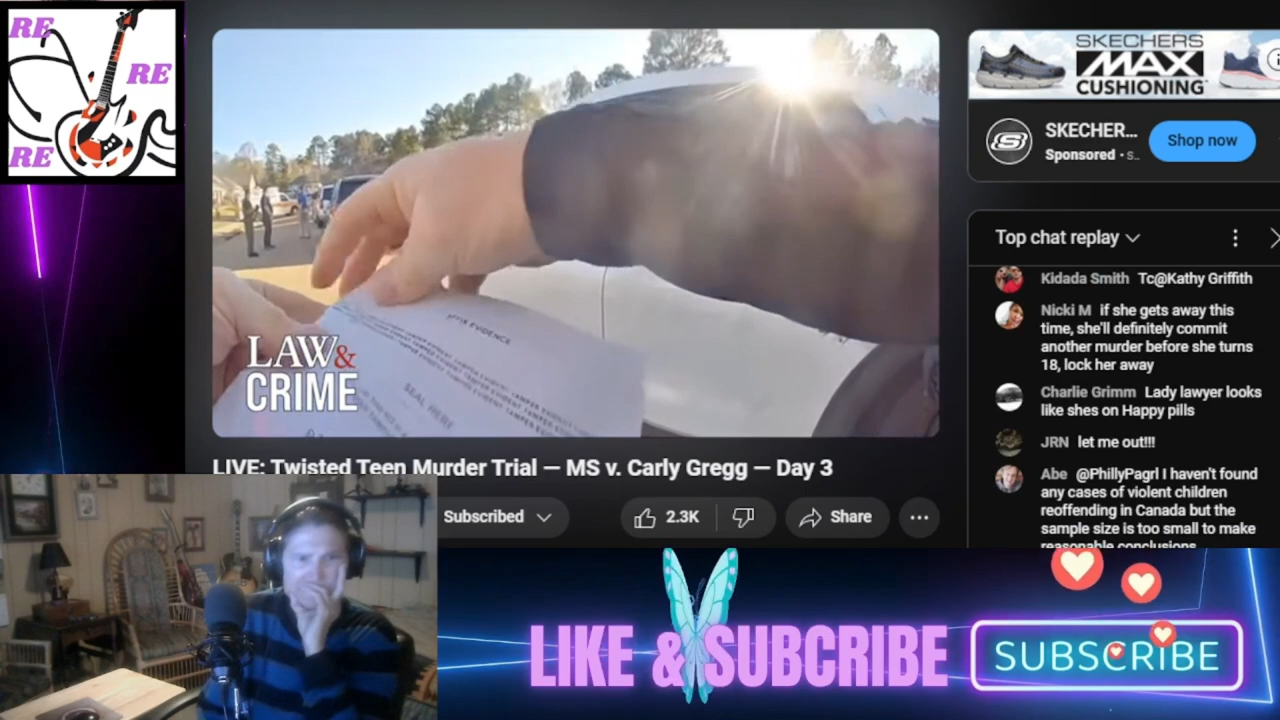 RE
RE
RE
LAW&
CRIME
EVIDENCE
SEAL HERE
LIVE: Twisted Teen Murder Trial — MS v. Carly Gregg — Day 3
Subscribed
2.3K
Share
SKECHERS
MAX
CUSHIONING
SKECHER...
Sponsored • s..
Shop now
Top chat replay
Kidada Smith Tc@Kathy Griffith
Nicki M if she gets away this
time, she'll definitely commit
another murder before she turns
18, lock her away
Charlie Grimm Lady lawyer looks
like shes on Happy pills
JRN let me out!!!
Abe @PhillyPagrl I haven't found
any cases of violent children
reoffending in Canada but the
sample size is too small to make
reasonable conclusions
LIKE & SUBCRIBE
SUBSCRIBE